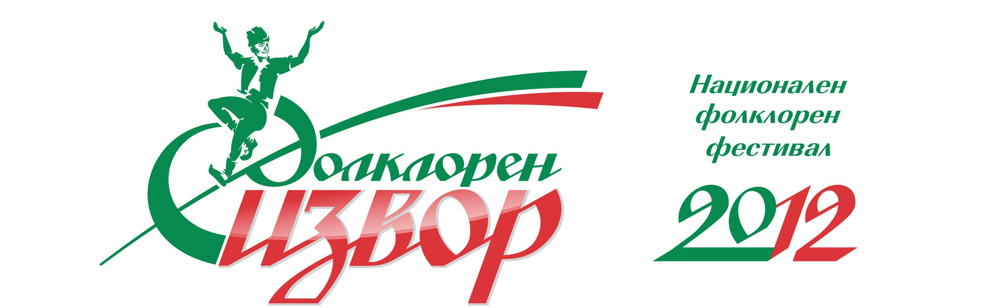 Фолклорен
извор
Национален
фолклорен
фестивал
2012